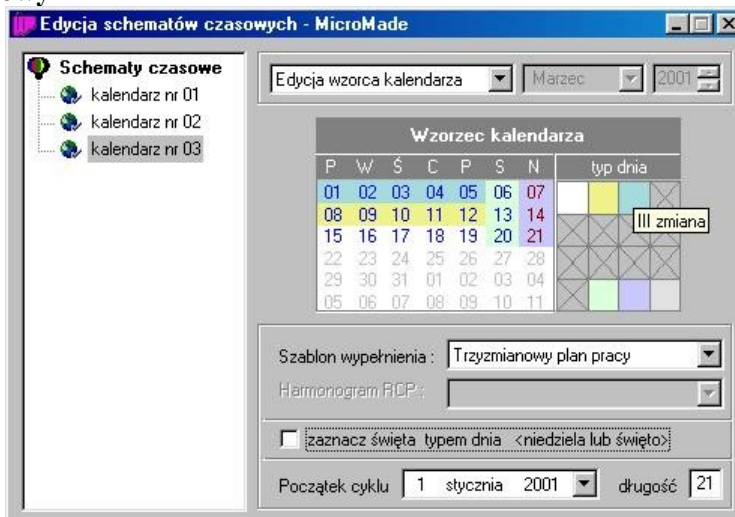 owy
Edycja schematów czasowych - MicroMade
Schematy czasowe
kalendarz nr 01
kalendarz nr 02
kalendarz nr 03
Edycja wzorca kalendarza Marzec 2001
Wzorzec kalendarza
P W Ś C P S N typ dnia
01 02 03 04 05 06 07
08 09 10 11 12 13 14
III zmiana
15 16 17 18 19 20 21
22 23 24 25 26 27 28
29 30 31 01 02 03 04
05 06 07 08 09 10 11
Szablon wypełnienia : Trzyzmianowy plan pracy
Harmonogram RCP :
zaznacz święta typem dnia <niedziela lub święto>
Początek cyklu 1 stycznia 2001 długość 21